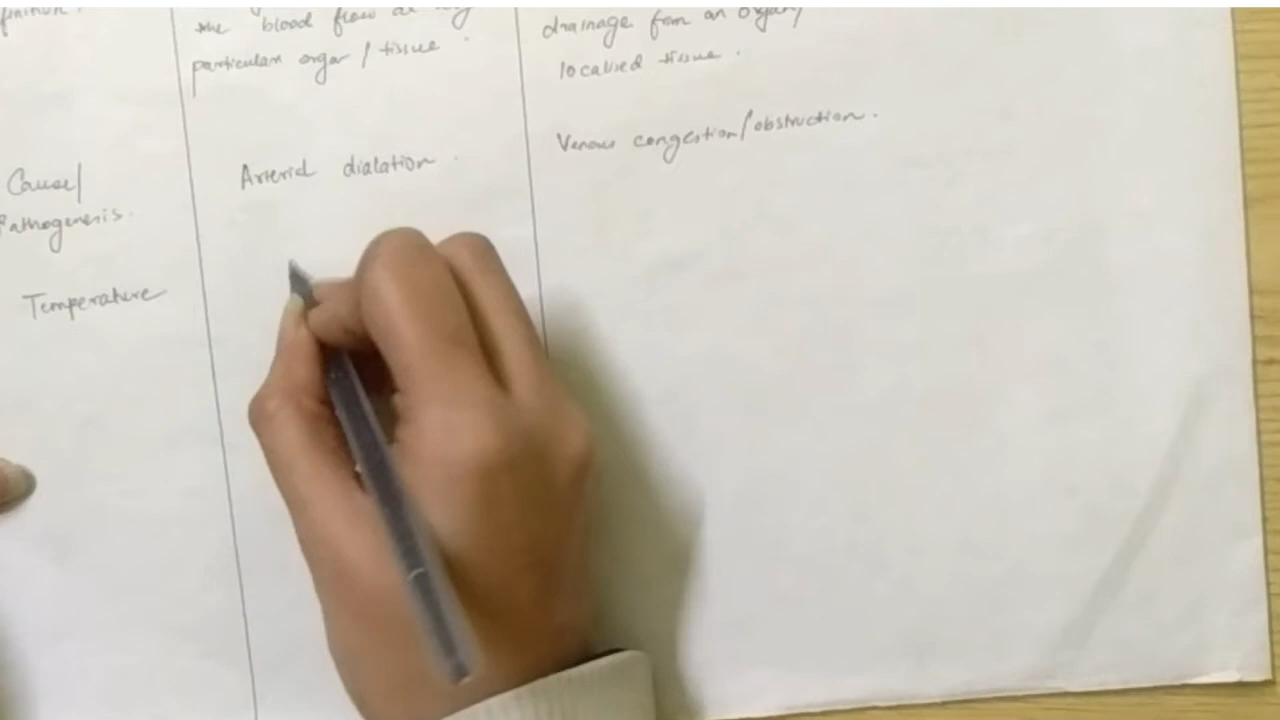 the blood flow
drainage from an organ/
particular organ / tissue.
localised tissue.
Venous congestion/obstruction.
Arterial dialation.
Cause/
Pathogenesis.
Temperature